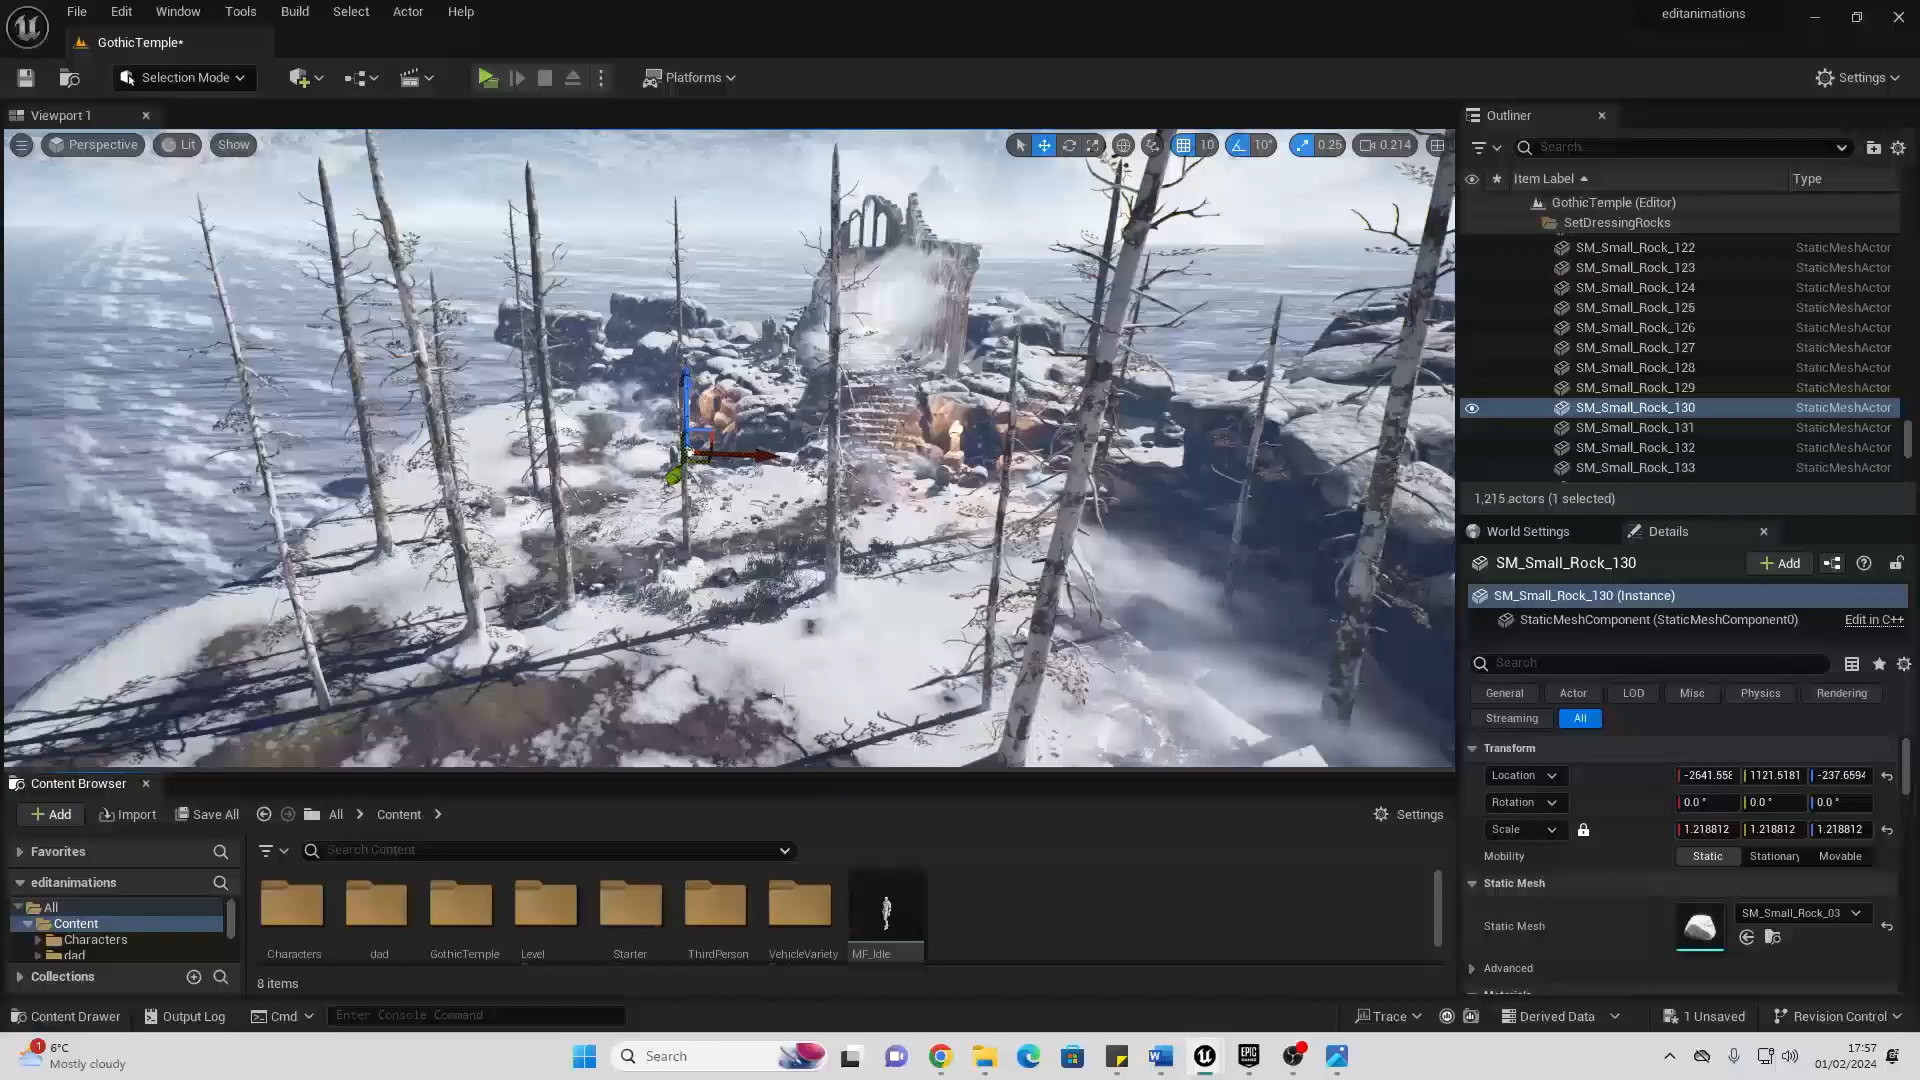 File Edit Window Tools Build Select Actor Help
editanimations
GothicTemple*
Selection Mode
Platforms
Settings
Viewport 1
Perspective
Lit
Show
10
10°
0.25
0.214
Outliner
Search...
Item Label
Type
GothicTemple (Editor)
SetDressingRocks
SM_Small_Rock_122 StaticMeshActor
SM_Small_Rock_123 StaticMeshActor
SM_Small_Rock_124 StaticMeshActor
SM_Small_Rock_125 StaticMeshActor
SM_Small_Rock_126 StaticMeshActor
SM_Small_Rock_127 StaticMeshActor
SM_Small_Rock_128 StaticMeshActor
SM_Small_Rock_129 StaticMeshActor
SM_Small_Rock_130 StaticMeshActor
SM_Small_Rock_131 StaticMeshActor
SM_Small_Rock_132 StaticMeshActor
SM_Small_Rock_133 StaticMeshActor
1,215 actors (1 selected)
World Settings
Details
SM_Small_Rock_130
Add
SM_Small_Rock_130 (Instance)
StaticMeshComponent (StaticMeshComponent0) Edit in C++
Search
General Actor LOD Misc Physics Rendering
Streaming All
Transform
Location -2641.558 1121.5181 -237.6594
Rotation 0.0 ° 0.0 ° 0.0 °
Scale 1.218812 1.218812 1.218812
Mobility Static Stationary Movable
Static Mesh
Static Mesh SM_Small_Rock_03
Advanced
Content Browser
Add Import Save All All Content Settings
Favorites
Search Content
editanimations
All
Content
Characters
dad
Collections
Characters dad GothicTemple Level Starter ThirdPerson VehicleVariety MF_Idle
8 items
Content Drawer Output Log Cmd Enter Console Command
Trace Derived Data 1 Unsaved Revision Control
1
6°C
Mostly cloudy
Search
EPIC GAMES
17:57
01/02/2024